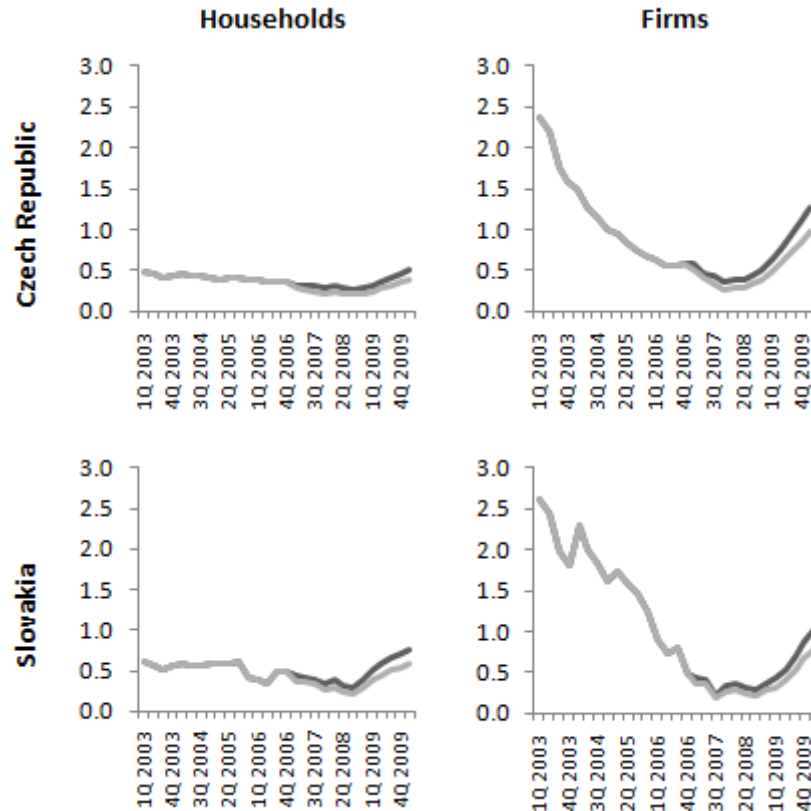 Households
Firms
Czech Republic
3.0
2.5
2.0
1.5
1.0
0.5
0.0
1Q 2003
4Q 2003
3Q 2004
2Q 2005
1Q 2006
4Q 2006
3Q 2007
2Q 2008
1Q 2009
4Q 2009
3.0
2.5
2.0
1.5
1.0
0.5
0.0
1Q 2003
4Q 2003
3Q 2004
2Q 2005
1Q 2006
4Q 2006
3Q 2007
2Q 2008
1Q 2009
4Q 2009
Slovakia
3.0
2.5
2.0
1.5
1.0
0.5
0.0
1Q 2003
4Q 2003
3Q 2004
2Q 2005
1Q 2006
4Q 2006
3Q 2007
2Q 2008
1Q 2009
4Q 2009
3.0
2.5
2.0
1.5
1.0
0.5
0.0
1Q 2003
4Q 2003
3Q 2004
2Q 2005
1Q 2006
4Q 2006
3Q 2007
2Q 2008
1Q 2009
4Q 2009